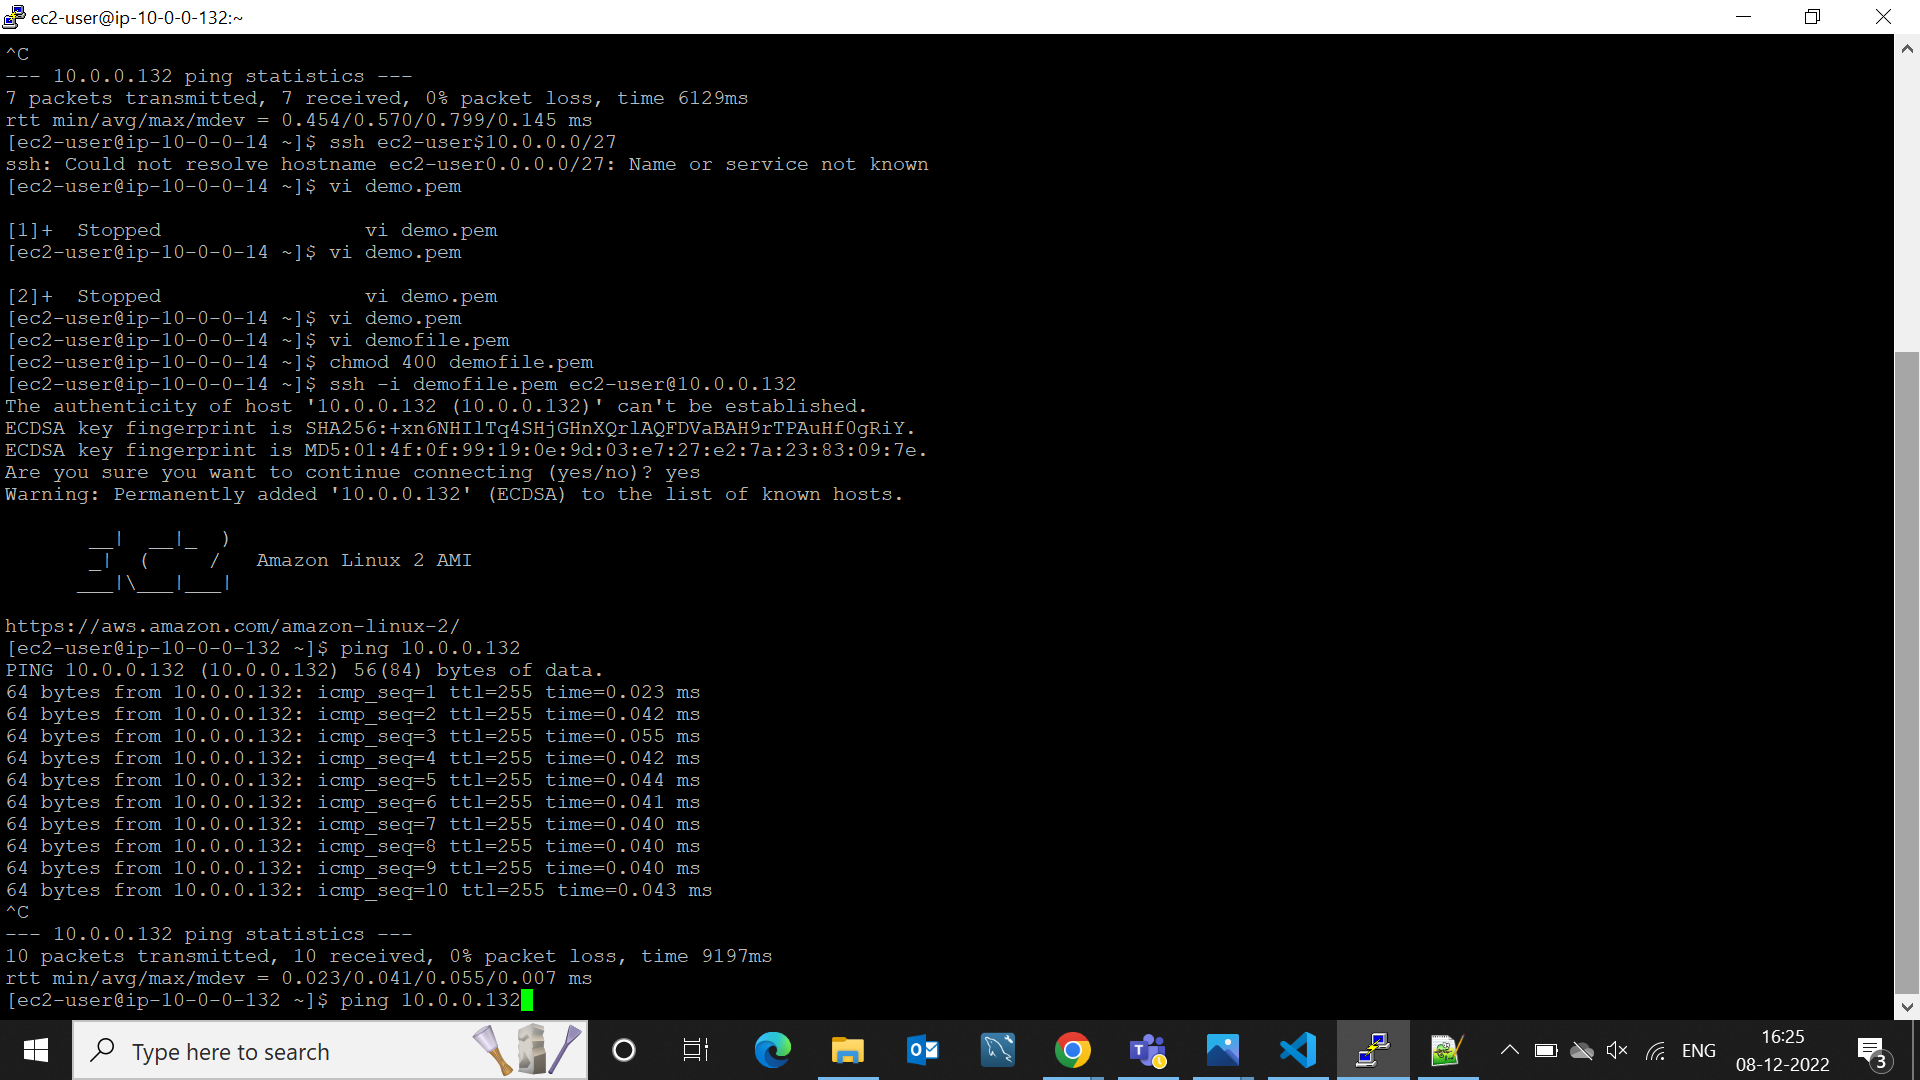 ec2-user@ip-10-0-0-132:~
^C
--- 10.0.0.132 ping statistics ---
7 packets transmitted, 7 received, 0% packet loss, time 6129ms
rtt min/avg/max/mdev = 0.454/0.570/0.799/0.145 ms
[ec2-user@ip-10-0-0-14 ~]$ ssh ec2-user$10.0.0.0/27
ssh: Could not resolve hostname ec2-user0.0.0.0/27: Name or service not known
[ec2-user@ip-10-0-0-14 ~]$ vi demo.pem
[1]+  Stopped                 vi demo.pem
[ec2-user@ip-10-0-0-14 ~]$ vi demo.pem
[2]+  Stopped                 vi demo.pem
[ec2-user@ip-10-0-0-14 ~]$ vi demo.pem
[ec2-user@ip-10-0-0-14 ~]$ vi demofile.pem
[ec2-user@ip-10-0-0-14 ~]$ chmod 400 demofile.pem
[ec2-user@ip-10-0-0-14 ~]$ ssh -i demofile.pem ec2-user@10.0.0.132
The authenticity of host '10.0.0.132 (10.0.0.132)' can't be established.
ECDSA key fingerprint is SHA256:+xn6NHIlTq4SHjGHnXQrlAQFDVaBAH9rTPAuHf0gRiY.
ECDSA key fingerprint is MD5:01:4f:0f:99:19:0e:9d:03:e7:27:e2:7a:23:83:09:7e.
Are you sure you want to continue connecting (yes/no)? yes
Warning: Permanently added '10.0.0.132' (ECDSA) to the list of known hosts.
       __|  __|_  )
       _|  (     /   Amazon Linux 2 AMI
      ___|\___|___|
https://aws.amazon.com/amazon-linux-2/
[ec2-user@ip-10-0-0-132 ~]$ ping 10.0.0.132
PING 10.0.0.132 (10.0.0.132) 56(84) bytes of data.
64 bytes from 10.0.0.132: icmp_seq=1 ttl=255 time=0.023 ms
64 bytes from 10.0.0.132: icmp_seq=2 ttl=255 time=0.042 ms
64 bytes from 10.0.0.132: icmp_seq=3 ttl=255 time=0.055 ms
64 bytes from 10.0.0.132: icmp_seq=4 ttl=255 time=0.042 ms
64 bytes from 10.0.0.132: icmp_seq=5 ttl=255 time=0.044 ms
64 bytes from 10.0.0.132: icmp_seq=6 ttl=255 time=0.041 ms
64 bytes from 10.0.0.132: icmp_seq=7 ttl=255 time=0.040 ms
64 bytes from 10.0.0.132: icmp_seq=8 ttl=255 time=0.040 ms
64 bytes from 10.0.0.132: icmp_seq=9 ttl=255 time=0.040 ms
64 bytes from 10.0.0.132: icmp_seq=10 ttl=255 time=0.043 ms
^C
--- 10.0.0.132 ping statistics ---
10 packets transmitted, 10 received, 0% packet loss, time 9197ms
rtt min/avg/max/mdev = 0.023/0.041/0.055/0.007 ms
[ec2-user@ip-10-0-0-132 ~]$ ping 10.0.0.132
Type here to search
ENG
16:25
08-12-2022
3